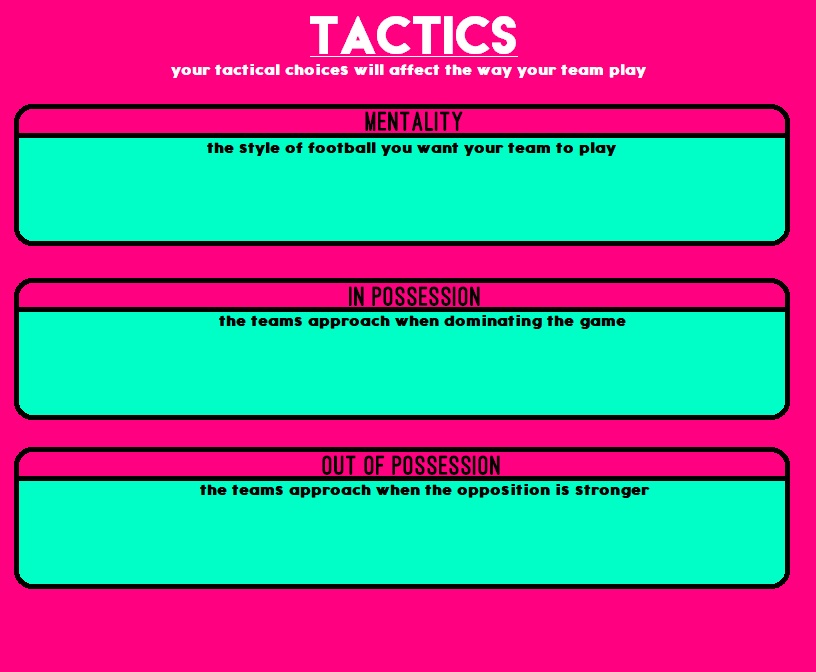 TACTICS
your tactical choices will affect the way your team play
MENTALITY
the style of football you want your team to play
IN POSSESSION
the teams approach when dominating the game
OUT OF POSSESSION
the teams approach when the opposition is stronger